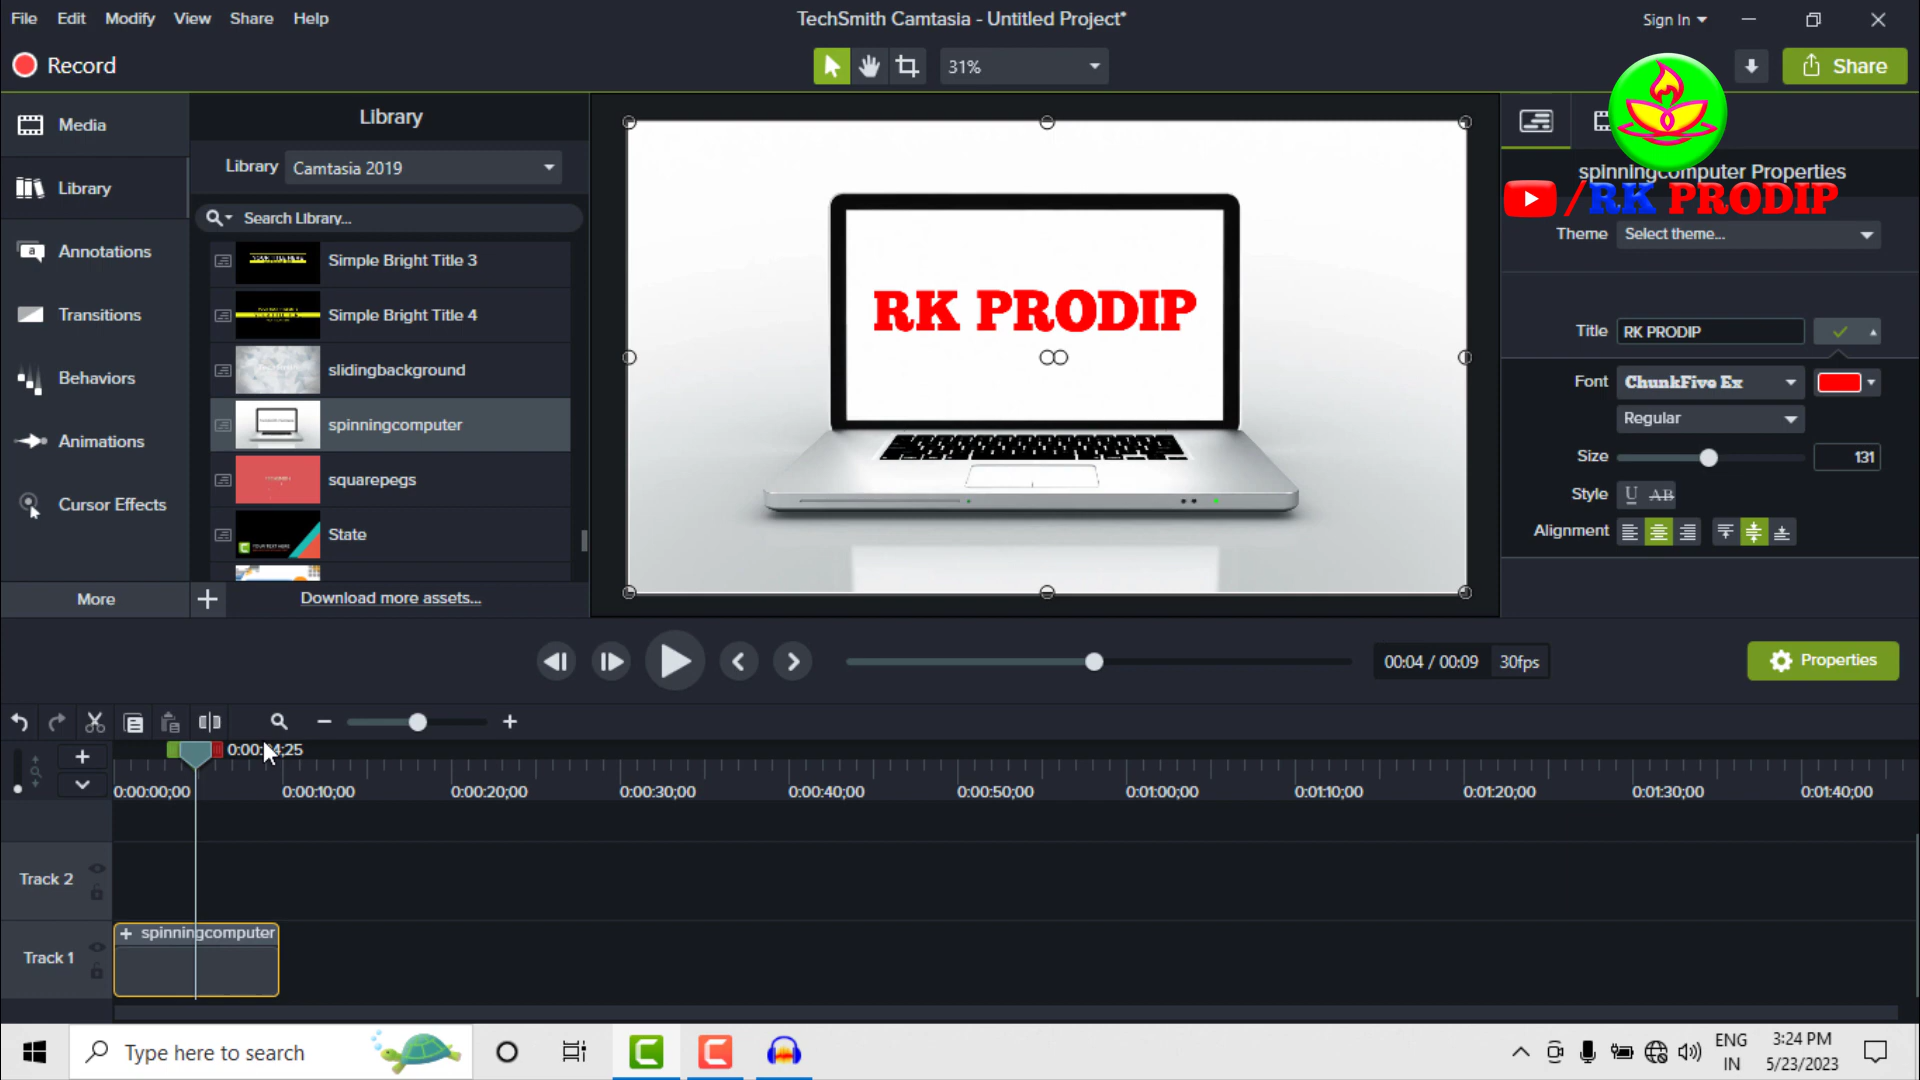 File Edit Modify View Share Help
TechSmith Camtasia - Untitled Project*
Sign In
Record
31%
Share
Media
Library
Annotations
Transitions
Behaviors
Animations
Cursor Effects
More
Library
Library Camtasia 2019
Search Library...
Simple Bright Title 3
Simple Bright Title 4
slidingbackground
spinningcomputer
squarepegs
State
Download more assets...
RK PRODIP
spinningcomputer Properties
/RK PRODIP
Theme Select theme...
Title RK PRODIP
Font ChunkFive Ex
Regular
Size 131
Style U AB
Alignment
00:04 / 00:09 30fps
Properties
0:00:04;25
0:00:00;00 0:00:10;00 0:00:20;00 0:00:30;00 0:00:40;00 0:00:50;00 0:01:00;00 0:01:10;00 0:01:20;00 0:01:30;00 0:01:40;00
Track 2
Track 1
spinningcomputer
Type here to search
ENG
IN
3:24 PM
5/23/2023